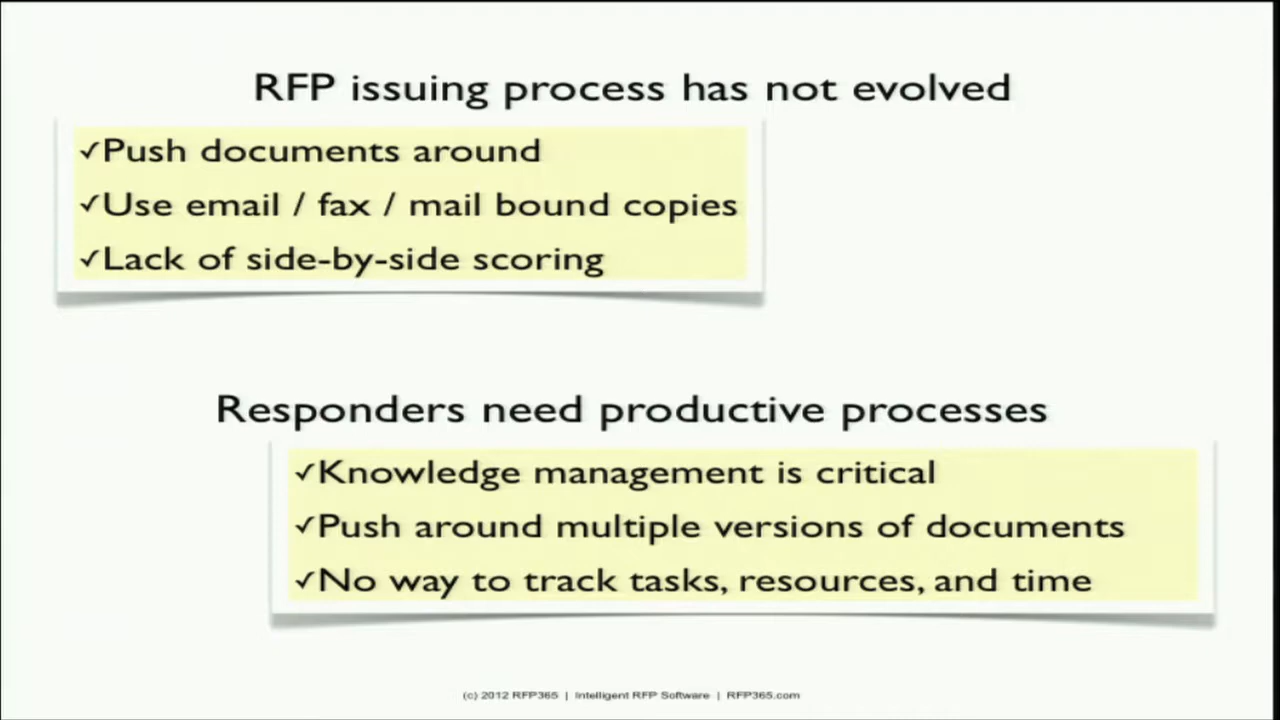 RFP issuing process has not evolved
✓Push documents around
✓Use email / fax / mail bound copies
✓Lack of side-by-side scoring
Responders need productive processes
✓Knowledge management is critical
✓Push around multiple versions of documents
✓No way to track tasks, resources, and time
(c) 2012 RFP365 | Intelligent RFP Software | RFP365.com